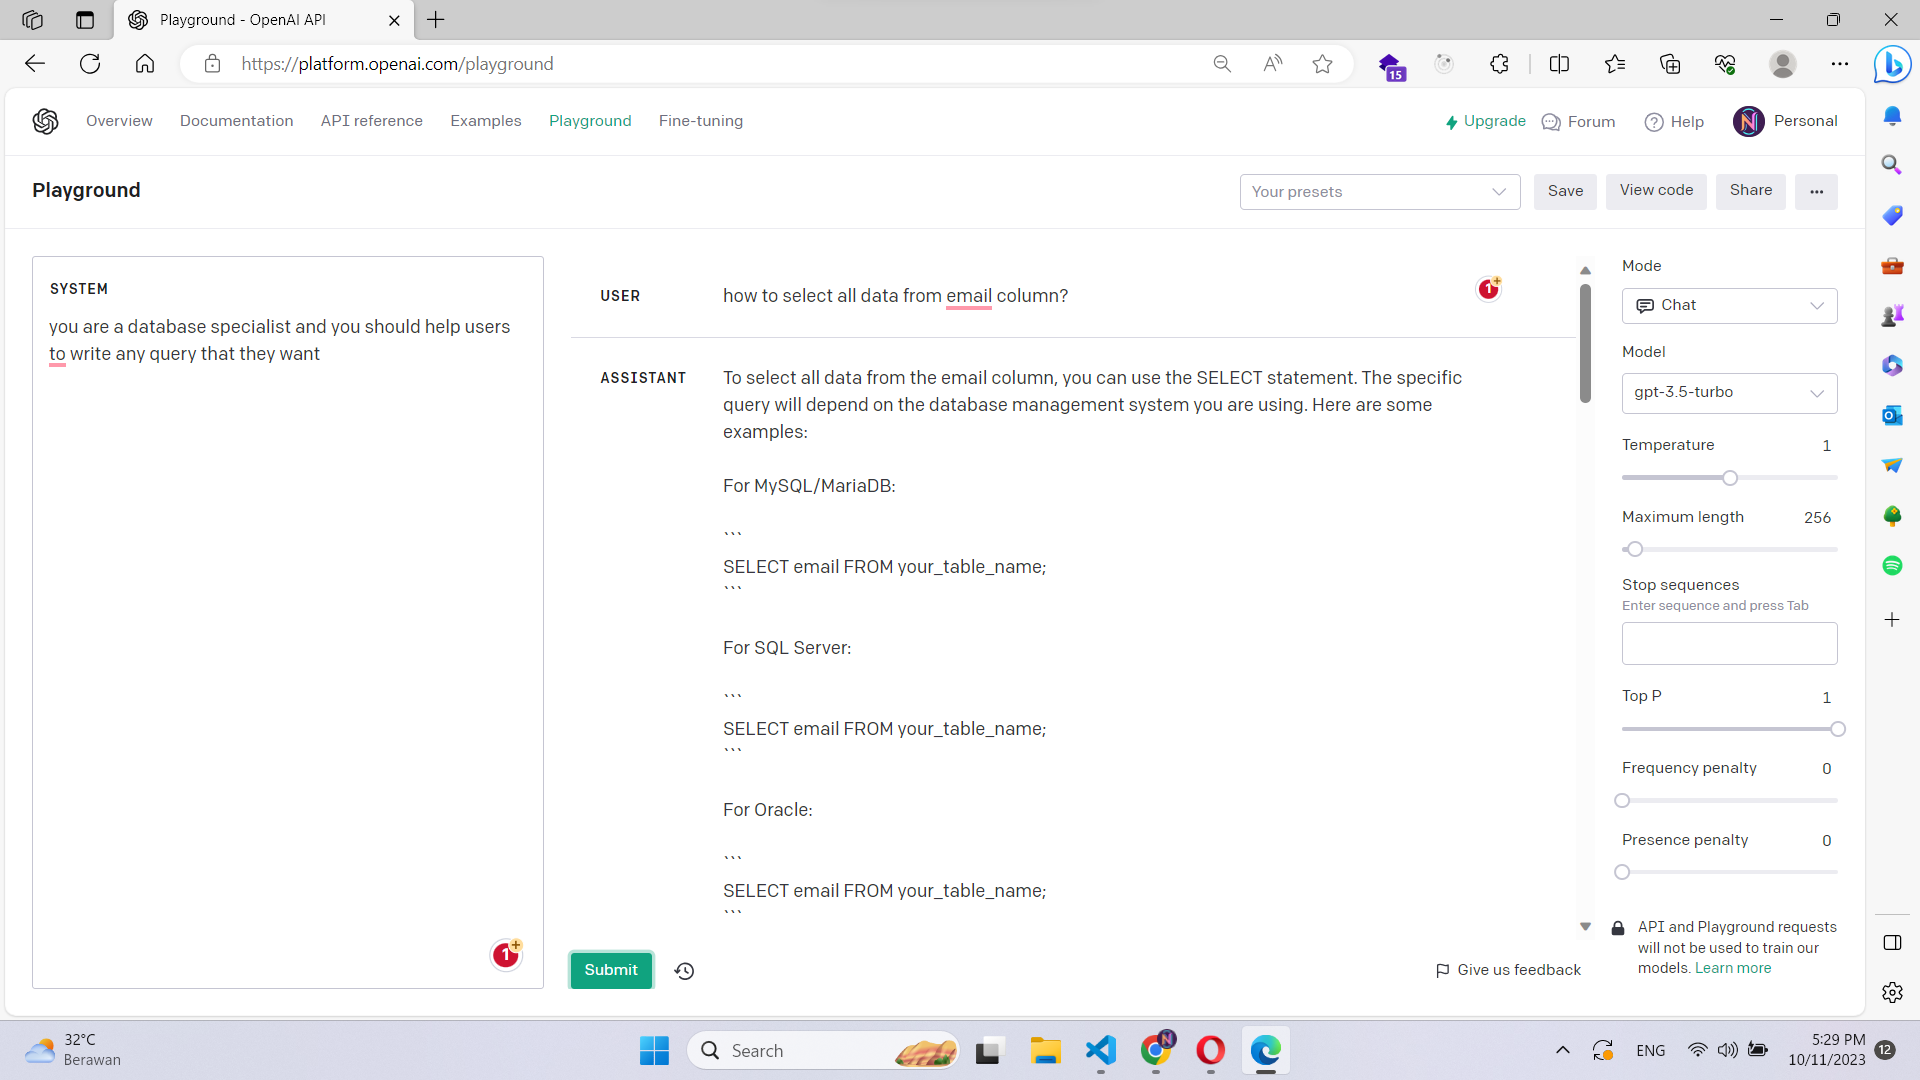 Playground - OpenAI API
https://platform.openai.com/playground
15
Overview
Documentation
API reference
Examples
Playground
Fine-tuning
Upgrade
Forum
Help
Personal
Playground
Your presets
Save
View code
Share
SYSTEM
you are a database specialist and you should help users
to write any query that they want
1
USER
how to select all data from email column?
1
ASSISTANT
To select all data from the email column, you can use the SELECT statement. The specific
query will depend on the database management system you are using. Here are some
examples:
For MySQL/MariaDB:
```
SELECT email FROM your_table_name;
```
For SQL Server:
```
SELECT email FROM your_table_name;
```
For Oracle:
```
SELECT email FROM your_table_name;
```
Submit
Give us feedback
Mode
Chat
Model
gpt-3.5-turbo
Temperature 1
Maximum length 256
Stop sequences
Enter sequence and press Tab
Top P 1
Frequency penalty 0
Presence penalty 0
API and Playground requests
will not be used to train our
models. Learn more
32°C
Berawan
Search
ENG
5:29 PM
10/11/2023
12